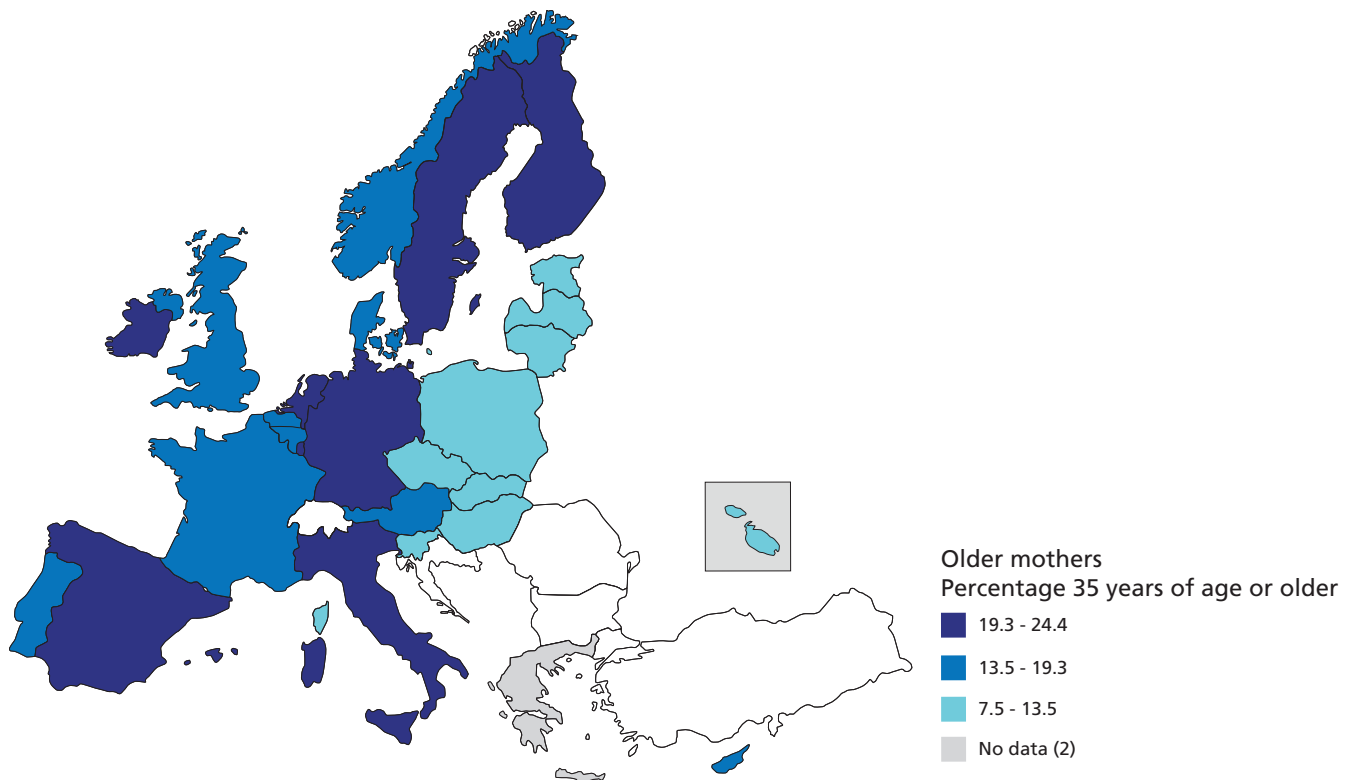 Older mothers
Percentage 35 years of age or older
19.3 - 24.4
13.5 - 19.3
7.5 - 13.5
No data (2)